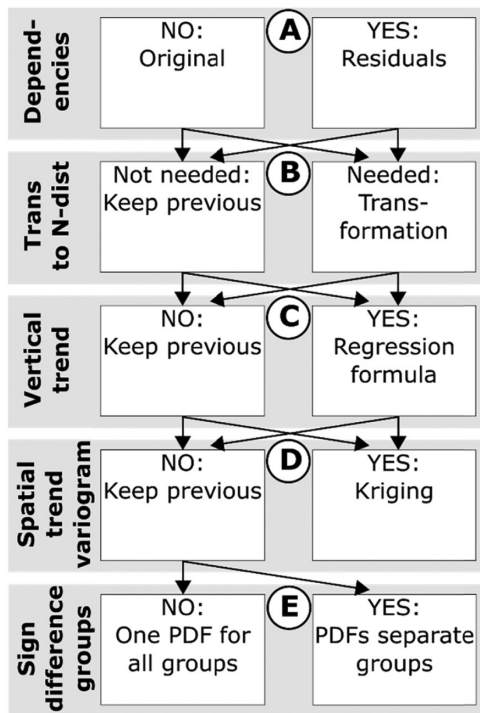 Depend-
encies
NO:
Original
A
YES:
Residuals
Trans
to N-dist
Not needed:
Keep previous
B
Needed:
Trans-
formation
Vertical
trend
NO:
Keep previous
C
YES:
Regression
formula
Spatial
trend
variogram
NO:
Keep previous
D
YES:
Kriging
Sign
difference
groups
NO:
One PDF for
all groups
E
YES:
PDFs separate
groups